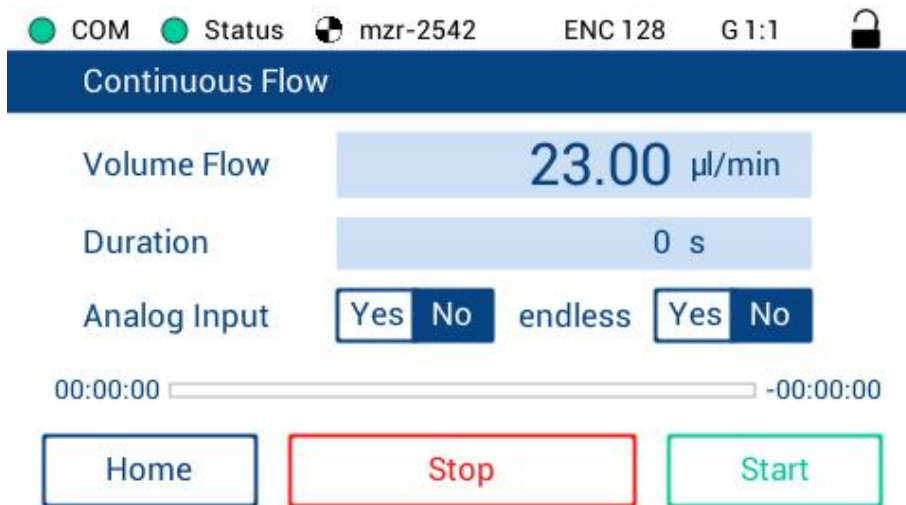 COM Status mzr-2542 ENC 128 G 1:1
Continuous Flow
Volume Flow 23.00 µl/min
Duration 0 s
Analog Input Yes No endless Yes No
00:00:00 -00:00:00
Home Stop Start